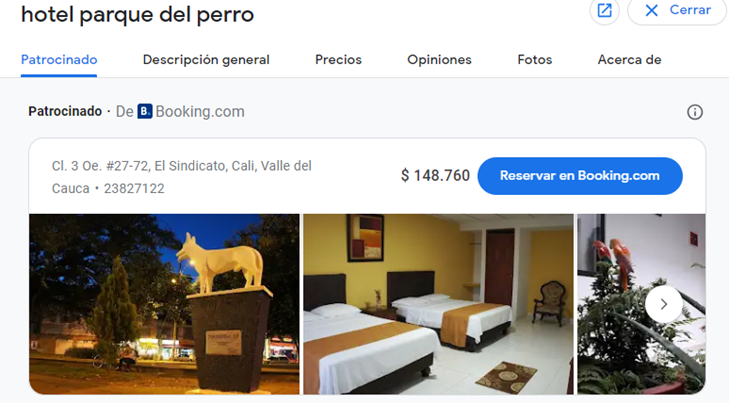 hotel parque del perro
Cerrar
Patrocinado
Descripción general
Precios
Opiniones
Fotos
Acerca de
Patrocinado · De B. Booking.com
Cl. 3 Oe. #27-72, El Sindicato, Cali, Valle del
Cauca • 23827122
$ 148.760
Reservar en Booking.com